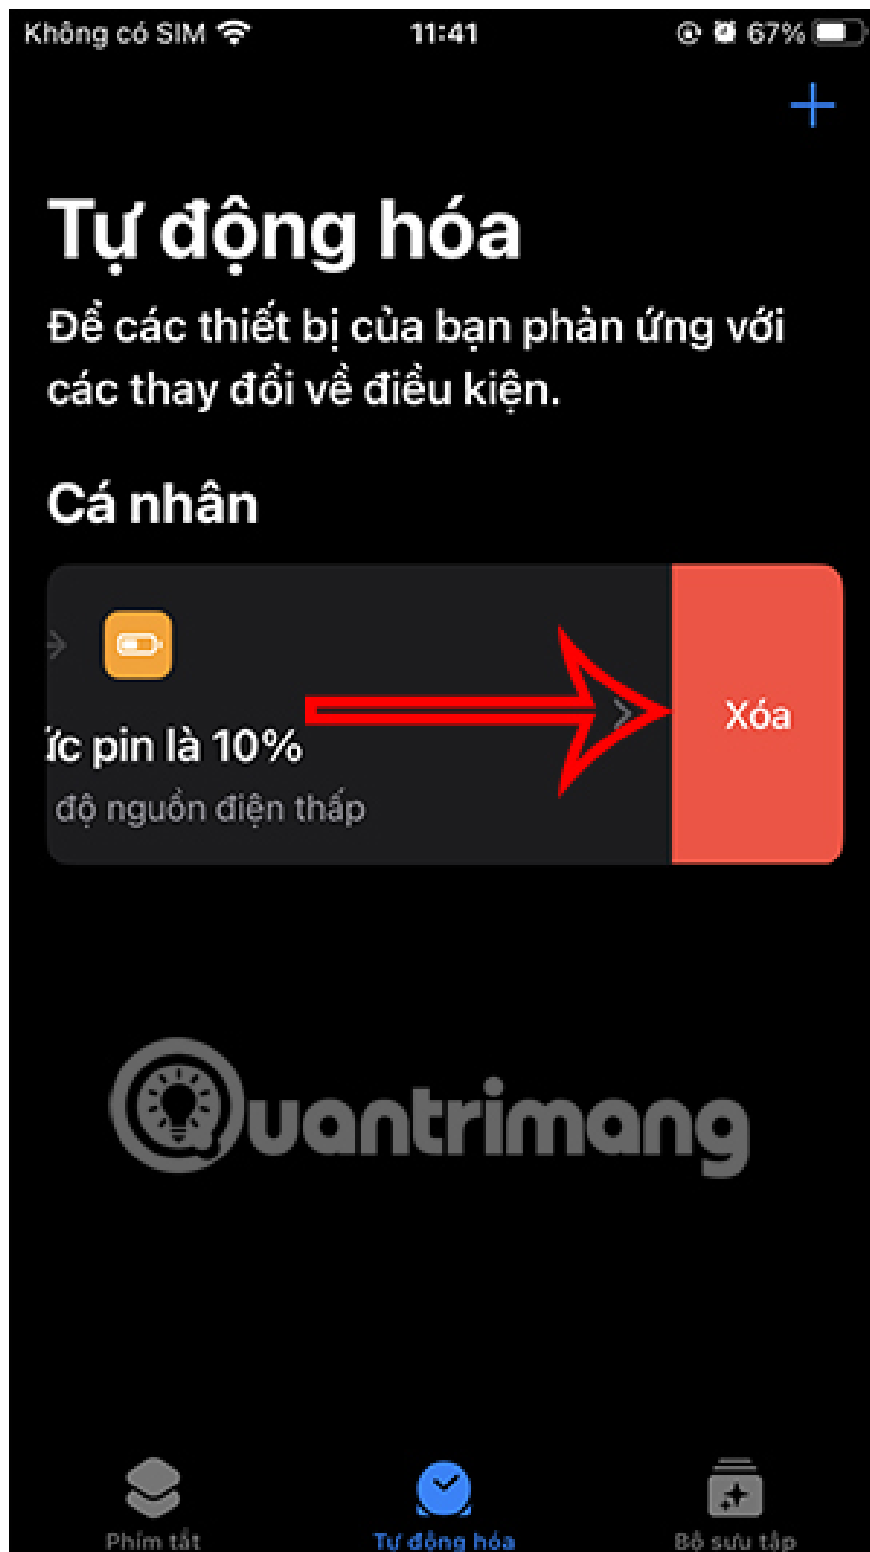 Không có SIM 11:41 67%
Tự động hóa
Để các thiết bị của bạn phản ứng với
các thay đổi về điều kiện.
Cá nhân
pin là 10%
Xóa
độ nguồn điện thấp
Quantrimang
Phím tắt Tự động hóa Bộ sưu tập